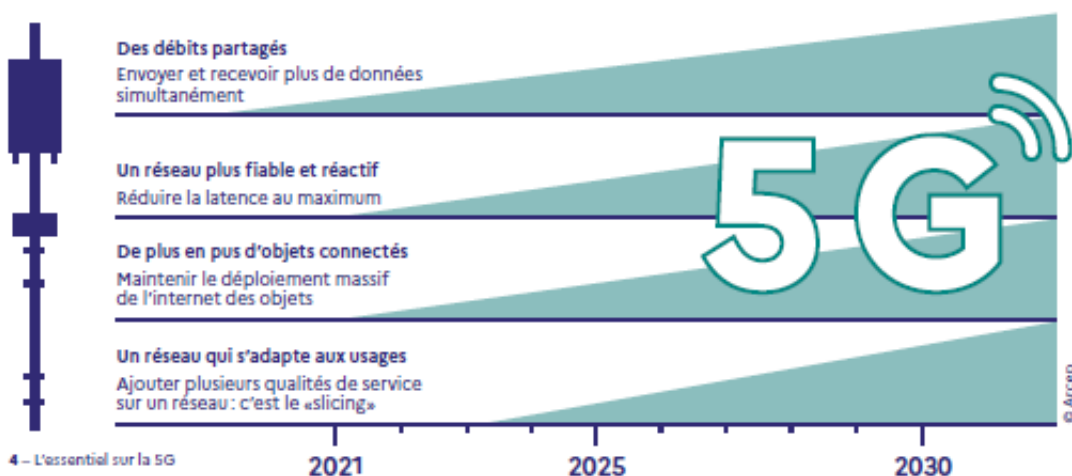 Des débits partagés
Envoyer et recevoir plus de données
simultanément
Un réseau plus fiable et réactif
Réduire la latence au maximum
De plus en pus d'objets connectés
Maintenir le déploiement massif
de l'internet des objets
Un réseau qui s'adapte aux usages
Ajouter plusieurs qualités de service
sur un réseau : c'est le «slicing»
5G
© Arcep
2021
2025
2030
4 – L'essentiel sur la 5G